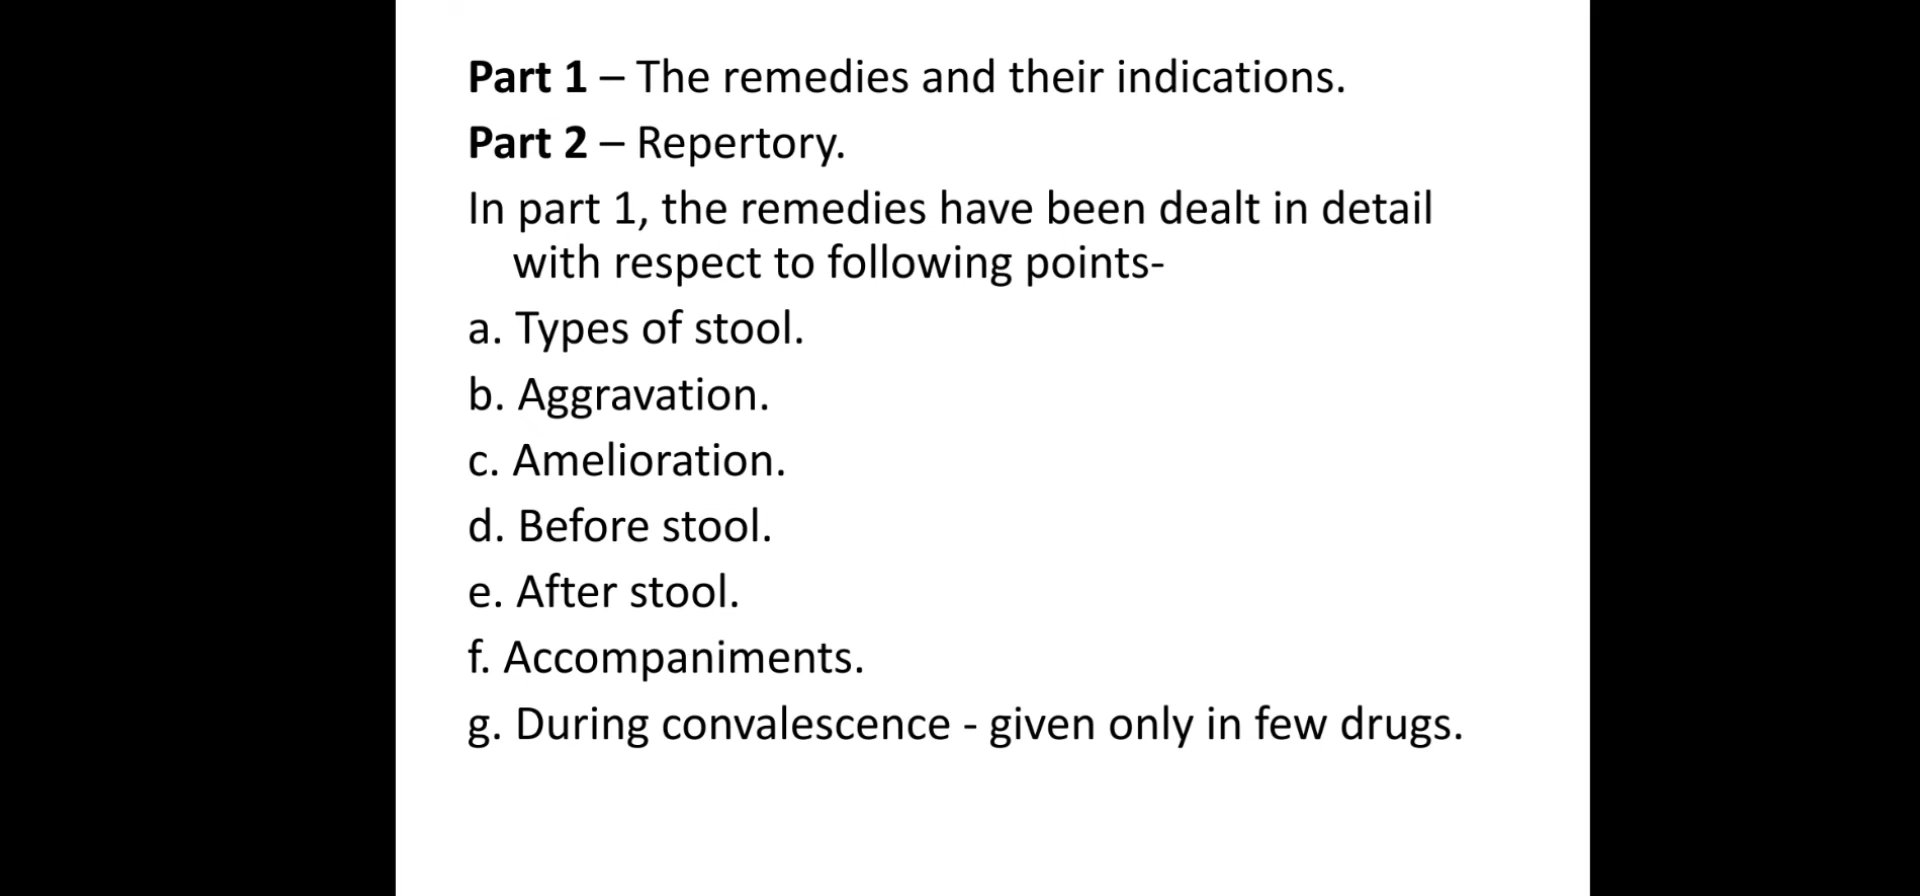 Part 1 – The remedies and their indications.
Part 2 – Repertory.
In part 1, the remedies have been dealt in detail
with respect to following points-
a. Types of stool.
b. Aggravation.
c. Amelioration.
d. Before stool.
e. After stool.
f. Accompaniments.
g. During convalescence - given only in few drugs.